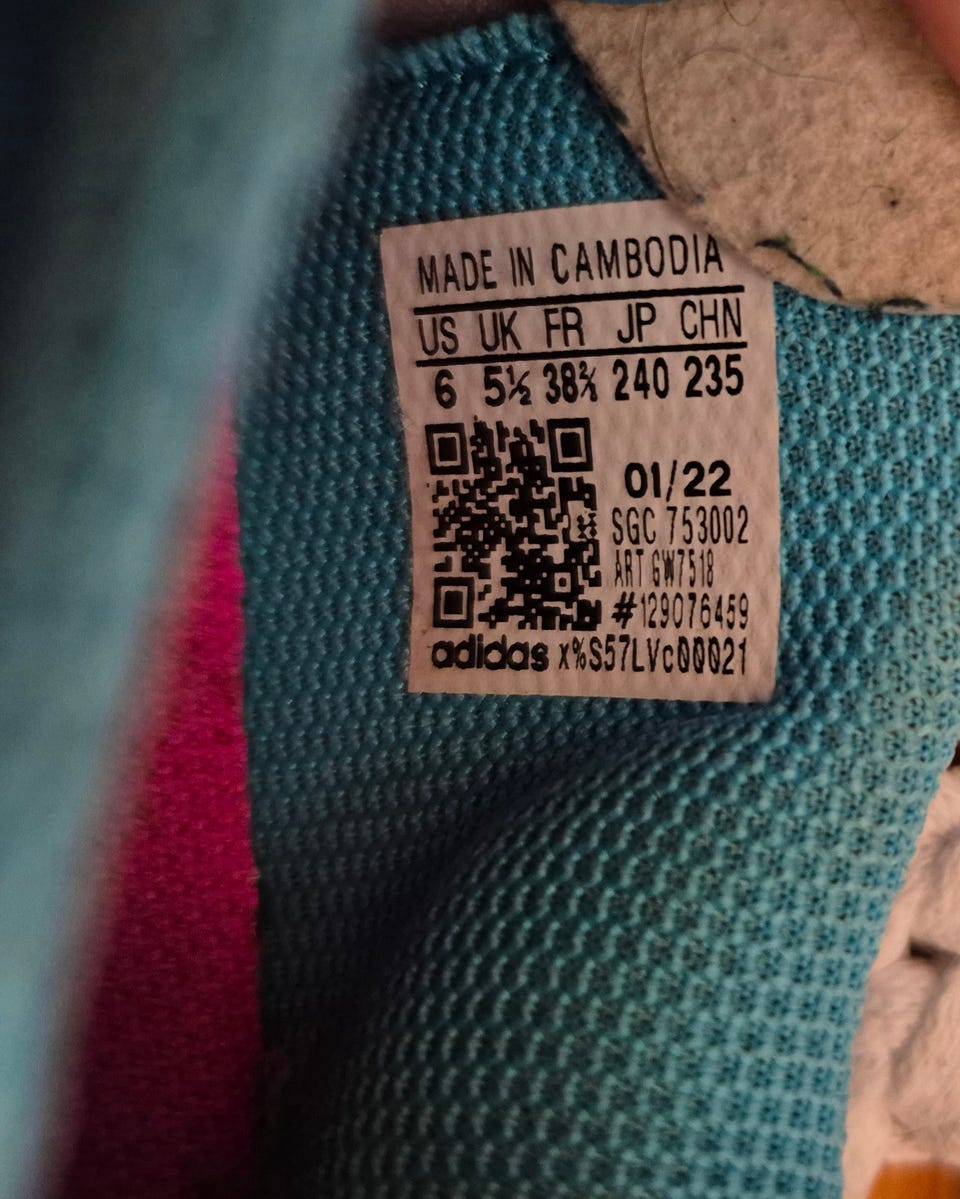 MADE IN CAMBODIA
US UK FR JP CHN
6 5½ 38⅔ 240 235
01/22
SGC 753002
ART GW7518
#129076459
adidas x%S57LVc00021